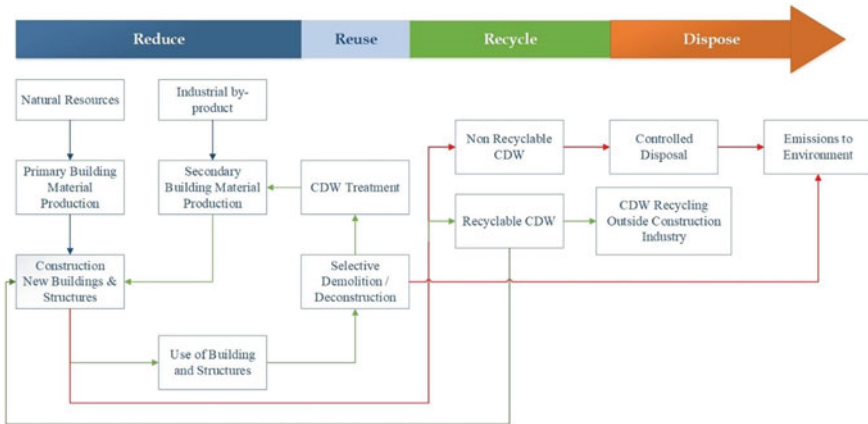 Reduce
Reuse
Recycle
Dispose
Natural Resources
Industrial by-
product
Non Recyclable
CDW
Controlled
Disposal
Emissions to
Environment
Primary Building
Material
Production
Secondary
Building Material
Production
CDW Treatment
Recyclable CDW
CDW Recycling
Outside Construction
Industry
Construction
New Buildings &
Structures
Selective
Demolition /
Deconstruction
Use of Building
and Structures